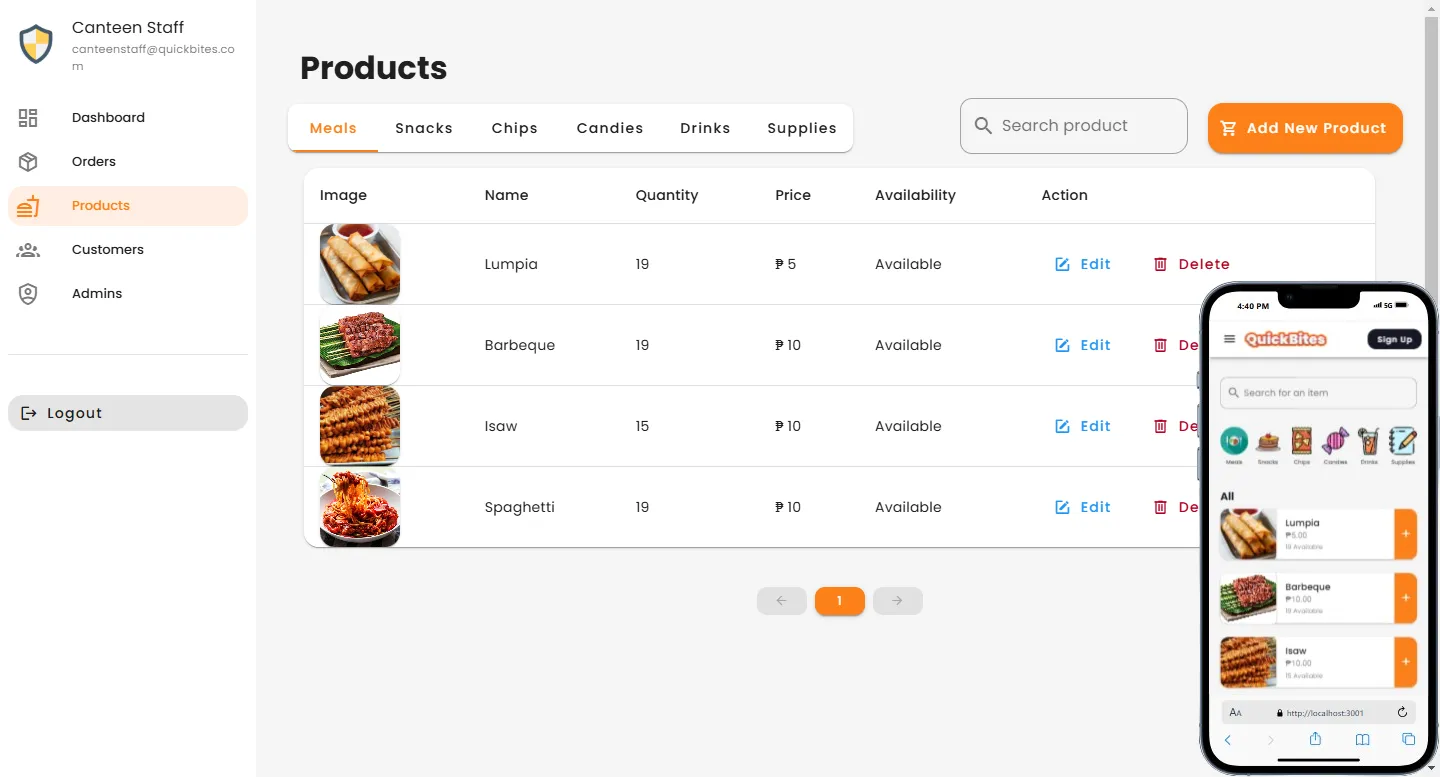 Canteen Staff
canteenstaff@quickbites.co
m
Dashboard
Orders
Products
Customers
Admins
Logout
Products
Meals Snacks Chips Candies Drinks Supplies
Search product
Add New Product
Image Name Quantity Price Availability Action
Lumpia 19 ₱ 5 Available Edit Delete
Barbeque 19 ₱ 10 Available Edit De
Isaw 15 ₱ 10 Available Edit De
Spaghetti 19 ₱ 10 Available Edit De
← 1 →
4:40 PM 5G
QuickBites Sign Up
Search for an item
Meals Snacks Chips Candies Drinks Supplies
All
Lumpia
₱5.00
19 Available
+
Barbeque
₱10.00
19 Available
+
Isaw
₱10.00
15 Available
+
AA http://localhost:3001